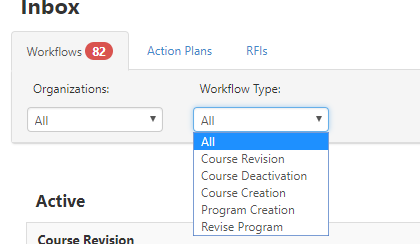 Inbox
Workflows 82 Action Plans RFIs
Organizations: Workflow Type:
All All
All
Course Revision
Course Deactivation
Course Creation
Program Creation
Revise Program
Active
Course Revision